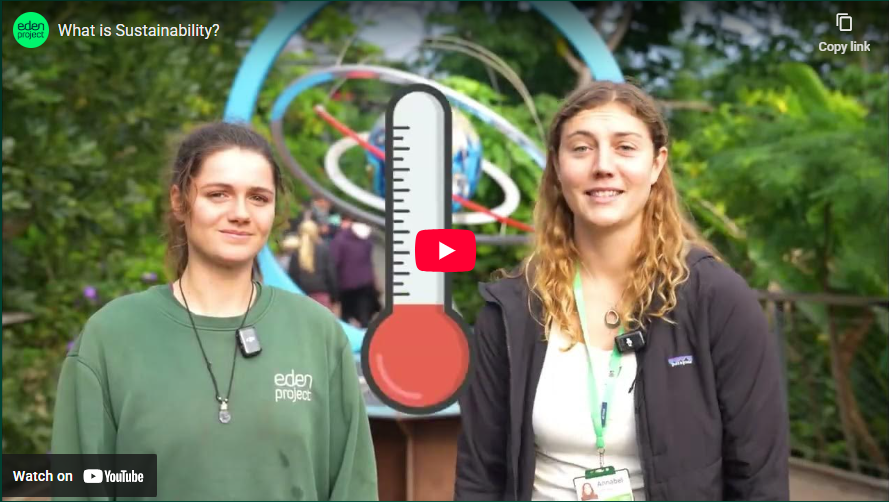 eden
project
What is Sustainability?
Copy link
eden
project
patagonia
Annabel
Watch on YouTube